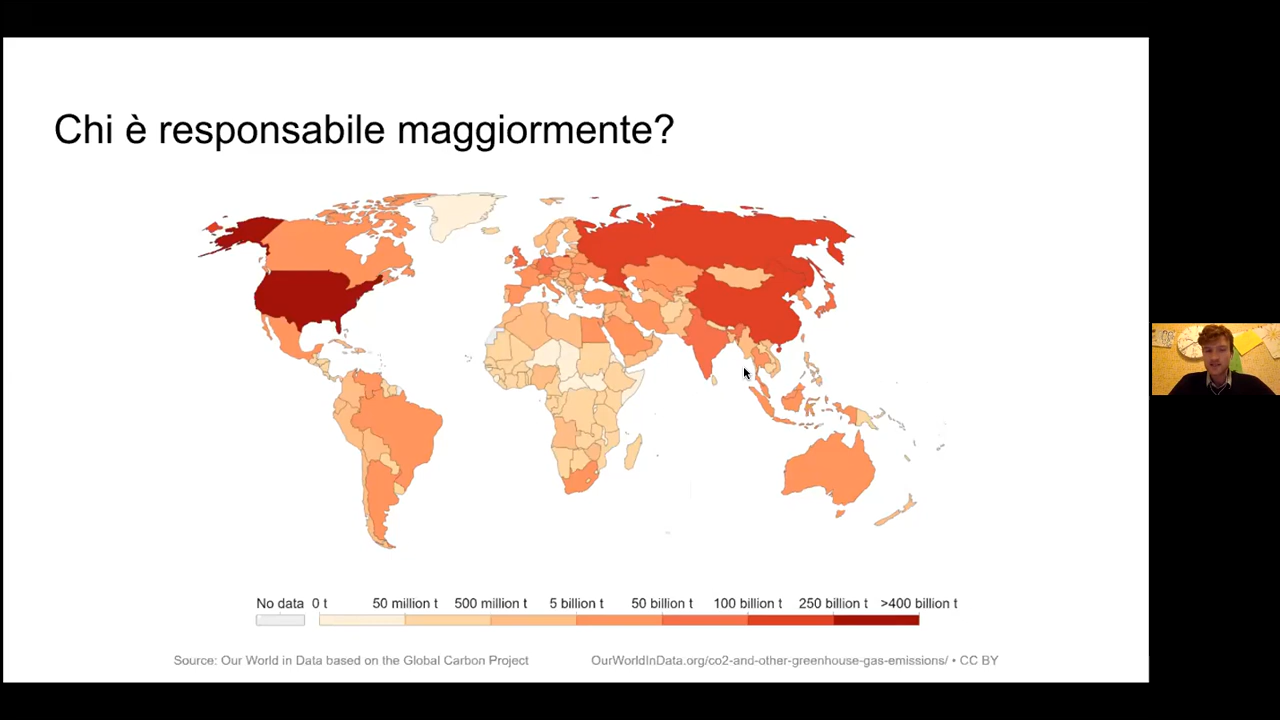 Chi è responsabile maggiormente?
No data 0 t 50 million t 500 million t 5 billion t 50 billion t 100 billion t 250 billion t >400 billion t
Source: Our World in Data based on the Global Carbon Project OurWorldInData.org/co2-and-other-greenhouse-gas-emissions/ • CC BY